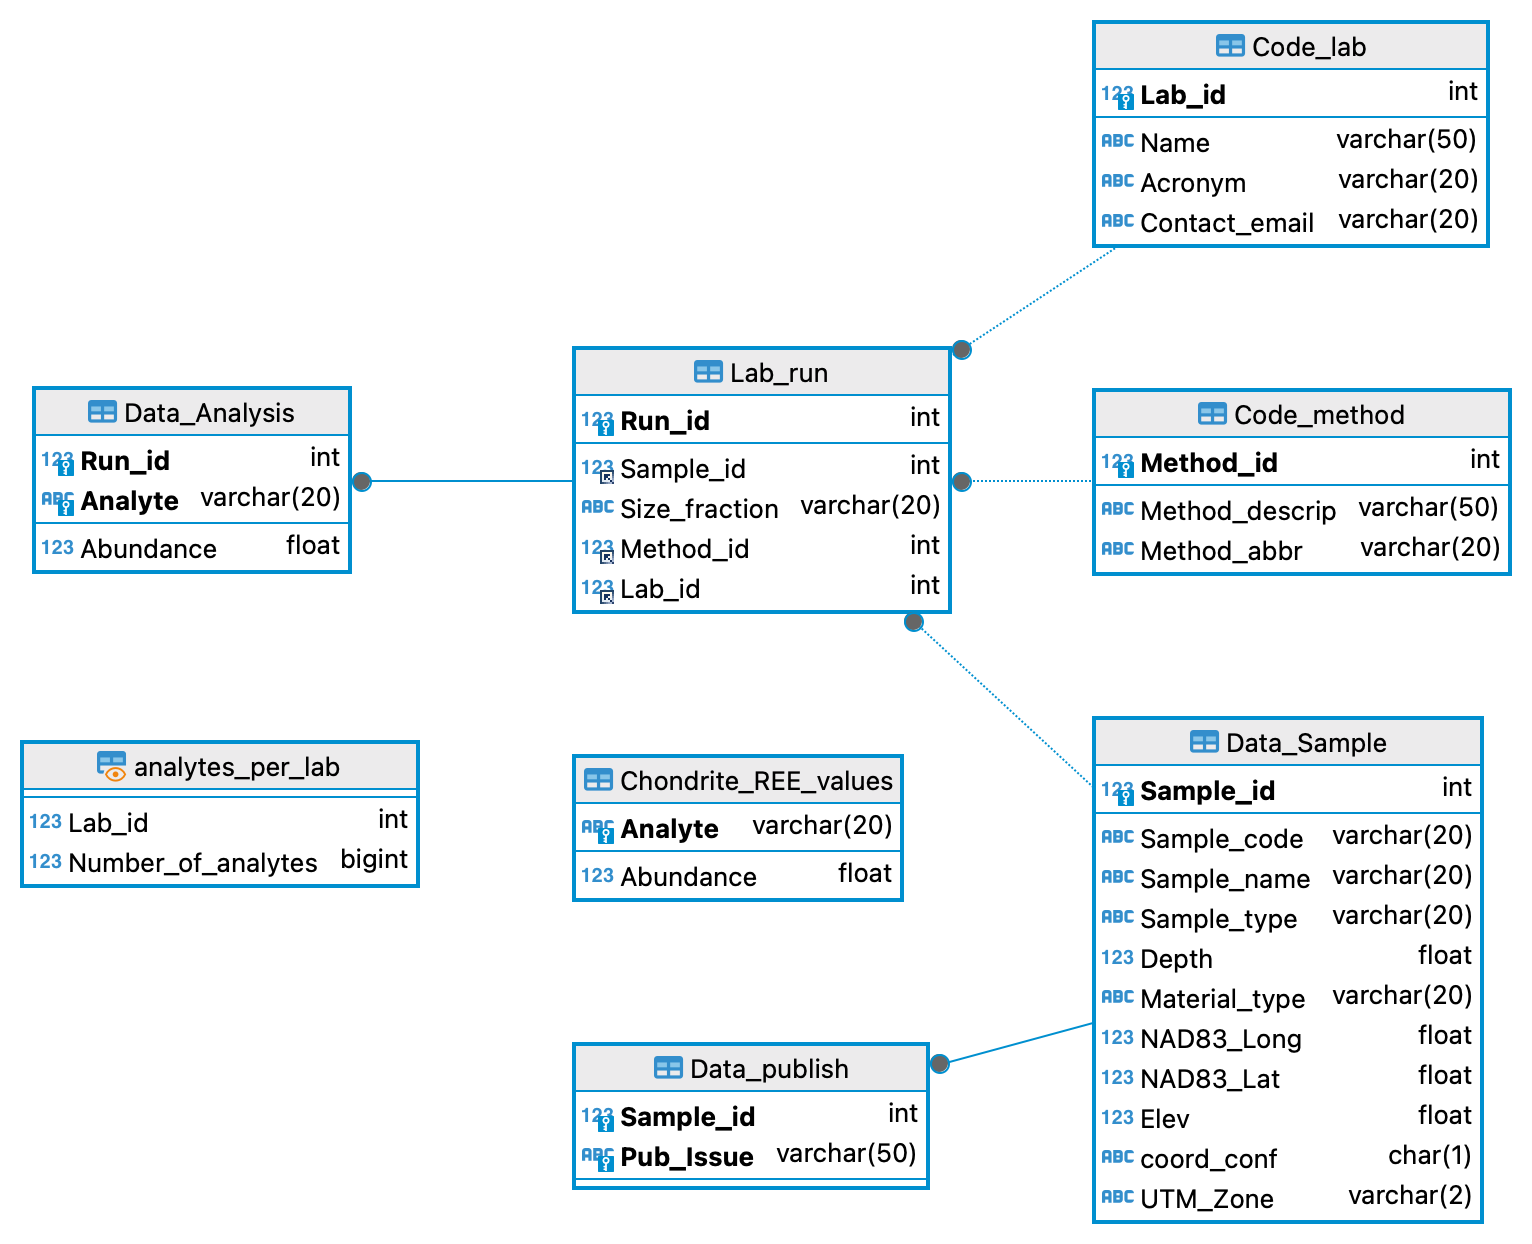 Code_lab
123 Lab_id int
ABC Name varchar(50)
ABC Acronym varchar(20)
ABC Contact_email varchar(20)
Lab_run
123 Run_id int
123 Sample_id int
ABC Size_fraction varchar(20)
123 Method_id int
123 Lab_id int
Data_Analysis
123 Run_id int
ABC Analyte varchar(20)
123 Abundance float
Code_method
123 Method_id int
ABC Method_descrip varchar(50)
ABC Method_abbr varchar(20)
analytes_per_lab
123 Lab_id int
123 Number_of_analytes bigint
Chondrite_REE_values
ABC Analyte varchar(20)
123 Abundance float
Data_Sample
123 Sample_id int
ABC Sample_code varchar(20)
ABC Sample_name varchar(20)
ABC Sample_type varchar(20)
123 Depth float
ABC Material_type varchar(20)
123 NAD83_Long float
123 NAD83_Lat float
123 Elev float
ABC coord_conf char(1)
ABC UTM_Zone varchar(2)
Data_publish
123 Sample_id int
ABC Pub_Issue varchar(50)